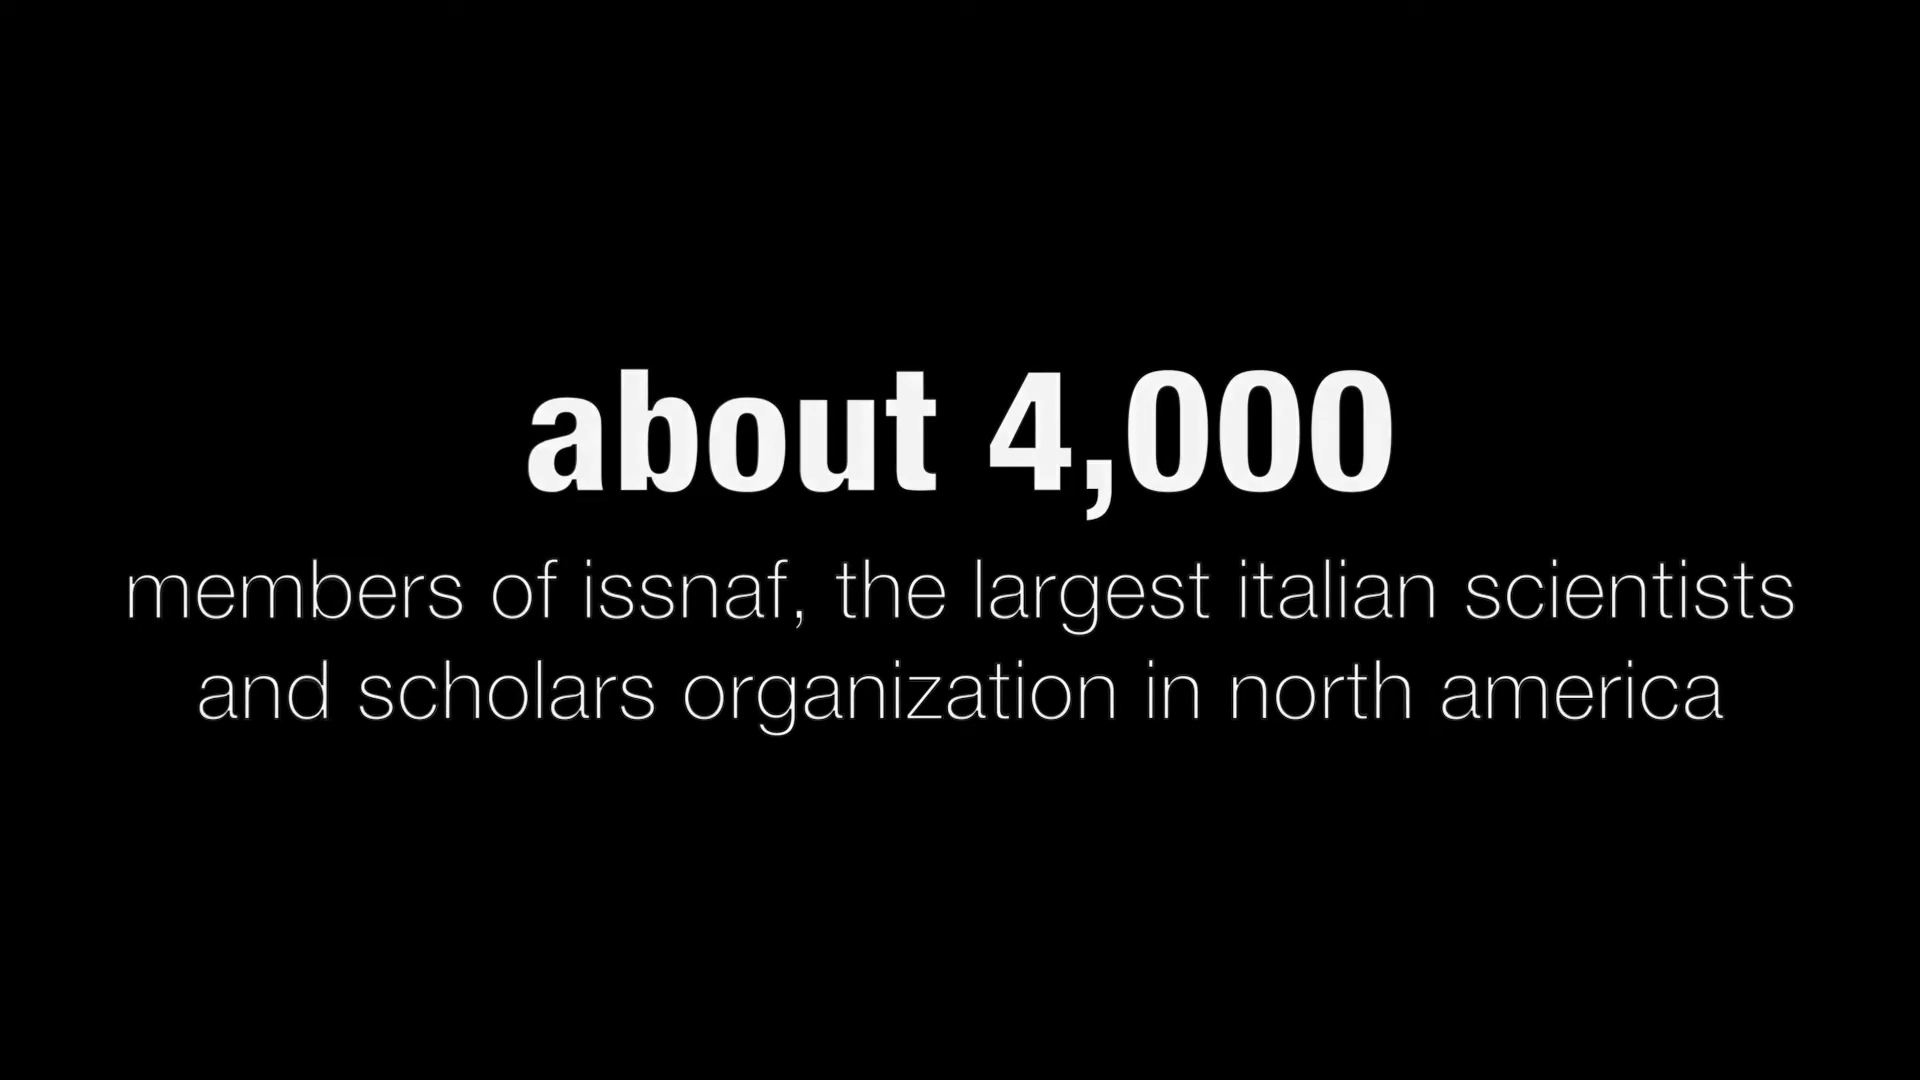 about 4,000
members of issnaf, the largest italian scientists
and scholars organization in north america